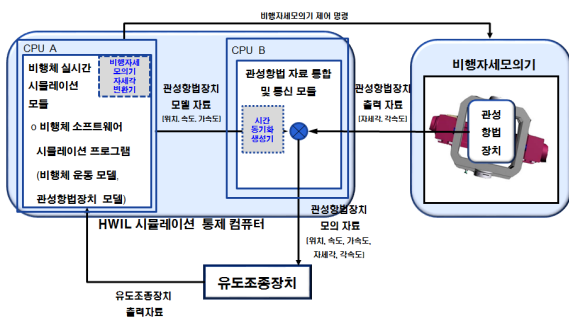 비행자세모의기 제어 명령
CPU A
비행체 실시간
시뮬레이션
모듈
비행자세
모의기
자세각
변환기
o 비행체 소프트웨어
시뮬레이션 프로그램
(비행체 운동 모델,
관성항법장치 모델)
관성항법장치
모델 자료
[위치, 속도, 가속도]
CPU B
관성항법 자료 통합
및 통신 모듈
시간
동기화
생성기
관성항법장치
출력 자료
[자세각, 각속도]
비행자세모의기
관성
항법
장치
HWIL 시뮬레이션 통제 컴퓨터
관성항법장치
모의 자료
[위치, 속도, 가속도,
자세각, 각속도]
유도조종장치
유도조종장치
출력자료